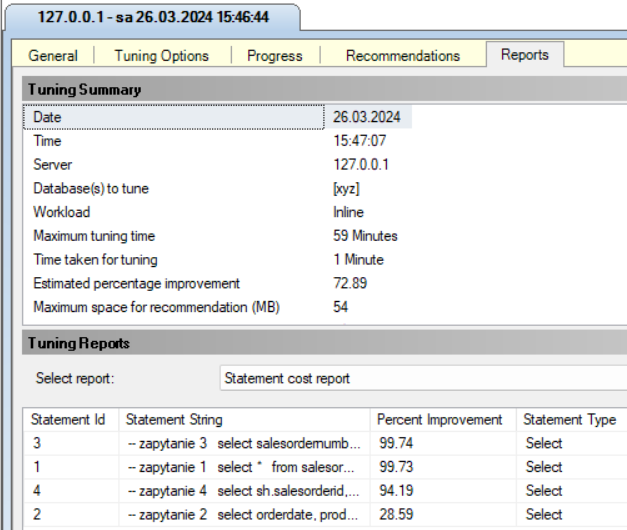 127.0.0.1 - sa 26.03.2024 15:46:44
General Tuning Options Progress Recommendations Reports
Tuning Summary
Date 26.03.2024
Time 15:47:07
Server 127.0.0.1
Database(s) to tune [xyz]
Workload Inline
Maximum tuning time 59 Minutes
Time taken for tuning 1 Minute
Estimated percentage improvement 72.89
Maximum space for recommendation (MB) 54
Tuning Reports
Select report: Statement cost report
Statement Id Statement String Percent Improvement Statement Type
3 -- zapytanie 3 select salesordernumb... 99.74 Select
1 -- zapytanie 1 select * from salesor... 99.73 Select
4 -- zapytanie 4 select sh.salesorderid,... 94.19 Select
2 -- zapytanie 2 select orderdate, prod... 28.59 Select